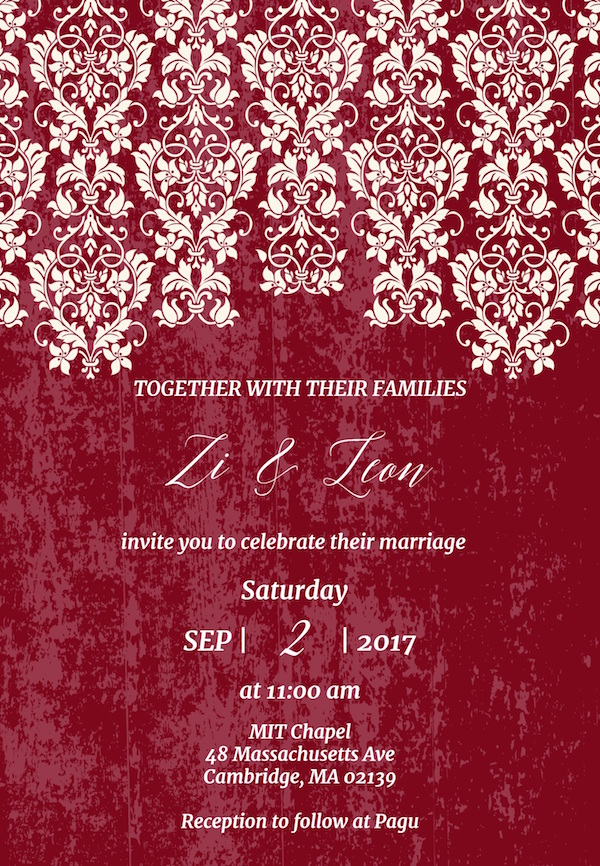 TOGETHER WITH THEIR FAMILIES
Zi & Leon
invite you to celebrate their marriage
Saturday
SEP | 2 | 2017
at 11:00 am
MIT Chapel
48 Massachusetts Ave
Cambridge, MA 02139
Reception to follow at Pagu